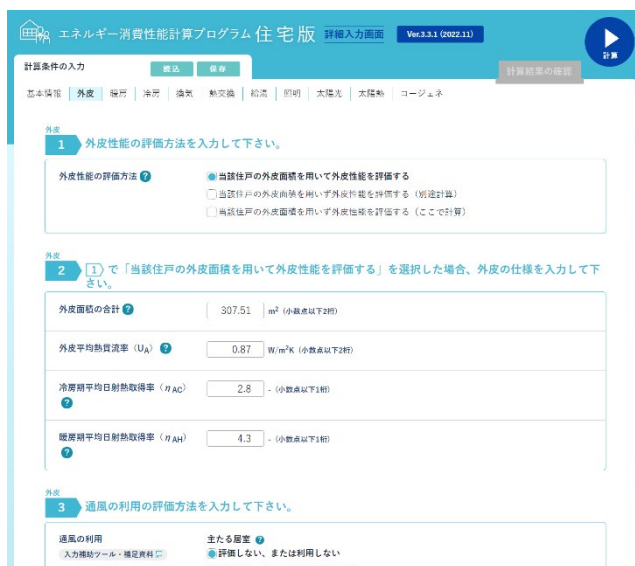 エネルギー消費性能計算プログラム 住宅版 詳細入力画面 Ver.3.3.1 (2022.11)
計算
計算条件の入力 読込 保存
計算結果の確認
基本情報 外皮 暖房 冷房 換気 熱交換 給湯 照明 太陽光 太陽熱 コージェネ
外皮
1 外皮性能の評価方法を入力して下さい。
外皮性能の評価方法 ? 当該住戸の外皮面積を用いて外皮性能を評価する
当該住戸の外皮面積を用いず外皮性能を評価する(別途計算)
当該住戸の外皮面積を用いず外皮性能を評価する(ここで計算)
外皮
2 1 で「当該住戸の外皮面積を用いて外皮性能を評価する」を選択した場合、外皮の仕様を入力して下
さい。
外皮面積の合計 ? 307.51 m² (小数点以下2桁)
外皮平均熱貫流率(UA) ? 0.87 W/m²K (小数点以下2桁)
冷房期平均日射熱取得率(ηAC) 2.8 - (小数点以下1桁)
?
暖房期平均日射熱取得率(ηAH) 4.3 - (小数点以下1桁)
?
外皮
3 通風の利用の評価方法を入力して下さい。
通風の利用 主たる居室 ?
入力補助ツール・補足資料 評価しない、または利用しない